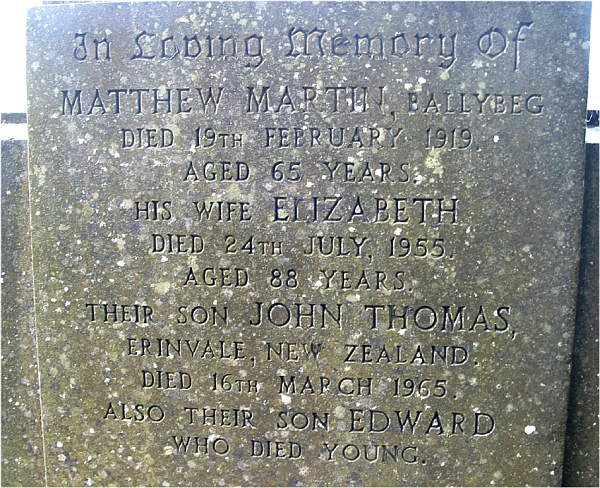 In Loving Memory Of
MATTHEW MARTIN, BALLYBEG
DIED 19TH FEBRUARY 1919.
AGED 65 YEARS.
HIS WIFE ELIZABETH
DIED 24TH JULY, 1955.
AGED 88 YEARS.
THEIR SON JOHN THOMAS,
ERINVALE, NEW ZEALAND.
DIED 16TH MARCH 1965.
ALSO THEIR SON EDWARD
WHO DIED YOUNG.